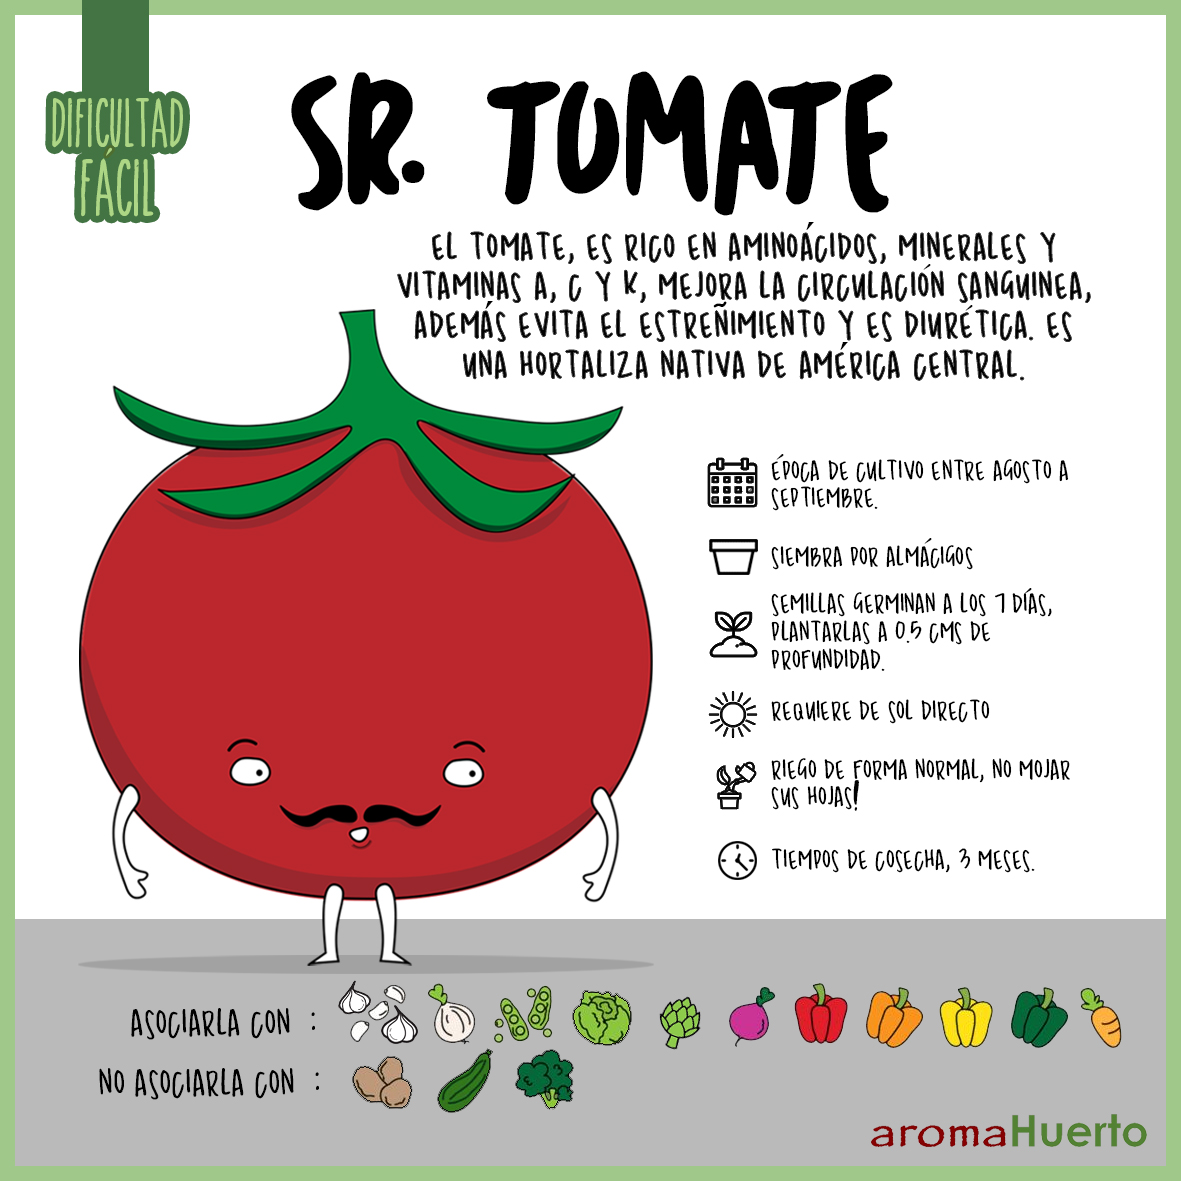 DIFICULTAD
FÁCIL
SR. TOMATE
EL TOMATE, ES RICO EN AMINOÁCIDOS, MINERALES Y
VITAMINAS A, C Y K, MEJORA LA CIRCULACIÓN SANGUINEA,
ADEMÁS EVITA EL ESTREÑIMIENTO Y ES DIURÉTICA. ES
UNA HORTALIZA NATIVA DE AMÉRICA CENTRAL.
ÉPOCA DE CULTIVO ENTRE AGOSTO A
SEPTIEMBRE.
SIEMBRA POR ALMÁCIGOS
SEMILLAS GERMINAN A LOS 7 DÍAS,
PLANTARLAS A 0.5 CMS DE
PROFUNDIDAD.
REQUIERE DE SOL DIRECTO
RIEGO DE FORMA NORMAL, NO MOJAR
SUS HOJAS!
TIEMPOS DE COSECHA, 3 MESES.
ASOCIARLA CON :
NO ASOCIARLA CON :
aromaHuerto